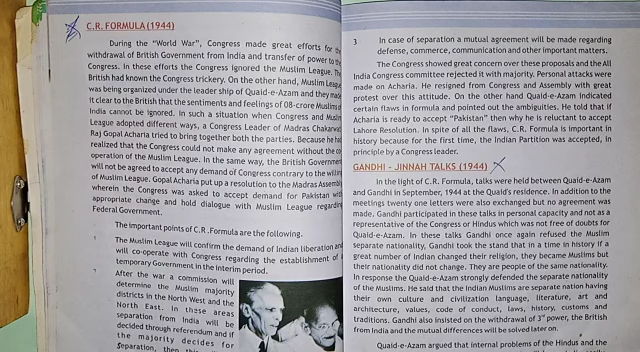 C.R. FORMULA (1944)
During the "World War", Congress made great efforts for the
withdrawal of British Government from India and transfer of power to the
Congress. In these efforts the Congress ignored the Muslim League. The
British had known the Congress trickery. On the other hand, Muslim League
was being organized under the leader ship of Quaid-e-Azam and they made
it clear to the British that the sentiments and feelings of 08-crore Muslims of
India cannot be ignored. In such a situation when Congress and Muslim
League adopted different ways, a Congress Leader of Madras Chakarwati
Raj Gopal Acharia tried to bring together both the parties. Because he had
realized that the Congress could not make any agreement without the co-
operation of the Muslim League. In the same way, the British Government
will not be agreed to accept any demand of Congress contrary to the willing
of Muslim League. Gopal Acharia put up a resolution to the Madras Assembly
wherein the Congress was asked to accept demand for Pakistan with
appropriate change and hold dialogue with Muslim League regarding
Federal Government.
The important points of C.R .Formula are the following.
The Muslim League will confirm the demand of Indian liberation and
will co-operate with Congress regarding the establishment of a
temporary Government in the interim period.
After the war a commission will
determine the Muslim majority
districts in the North West and the
North East. In these areas
separation from India will be
decided through referendum and if
the majority decides for
separation, then
3 In case of separation a mutual agreement will be made regarding
defense, commerce, communication and other important matters.
The Congress showed great concern over these proposals and the All
India Congress committee rejected it with majority. Personal attacks were
made on Acharia. He resigned from Congress and Assembly with great
protest over this attitude. On the other hand Quaid-e-Azam indicated
certain flaws in formula and pointed out the ambiguities. He told that if
Acharia is ready to accept "Pakistan" then why he is reluctant to accept
Lahore Resolution. In spite of all the flaws, C.R. Formula is important in
history because for the first time, the Indian Partition was accepted, in
principle by a Congress leader.
GANDHI - JINNAH TALKS (1944)
In the light of C.R. Formula, talks were held between Quaid-e-Azam
and Gandhi in September, 1944 at the Quaid's residence. In addition to the
meetings twenty one letters were also exchanged but no agreement was
made. Gandhi participated in these talks in personal capacity and not as a
representative of the Congress or Hindus which was not free of doubts for
Quaid-e-Azam. In these talks Gandhi once again refused the Muslim
separate nationality, Gandhi took the stand that in a time in history if a
great number of Indian changed their religion, they became Muslims but
their nationality did not change. They are people of the same nationality.
In response the Quaid-e-Azam strongly defended the separate nationality
of the Muslims. He said that the Indian Muslims are separate nation having
their own culture and civilization language, literature, art and
architecture, values, code of conduct, laws, history, customs and
traditions. Gandhi also insisted on the withdrawal of 3rd power, the British
from India and the mutual differences will be solved later on.
Quaid-e-Azam argued that internal problems of the Hindus and the